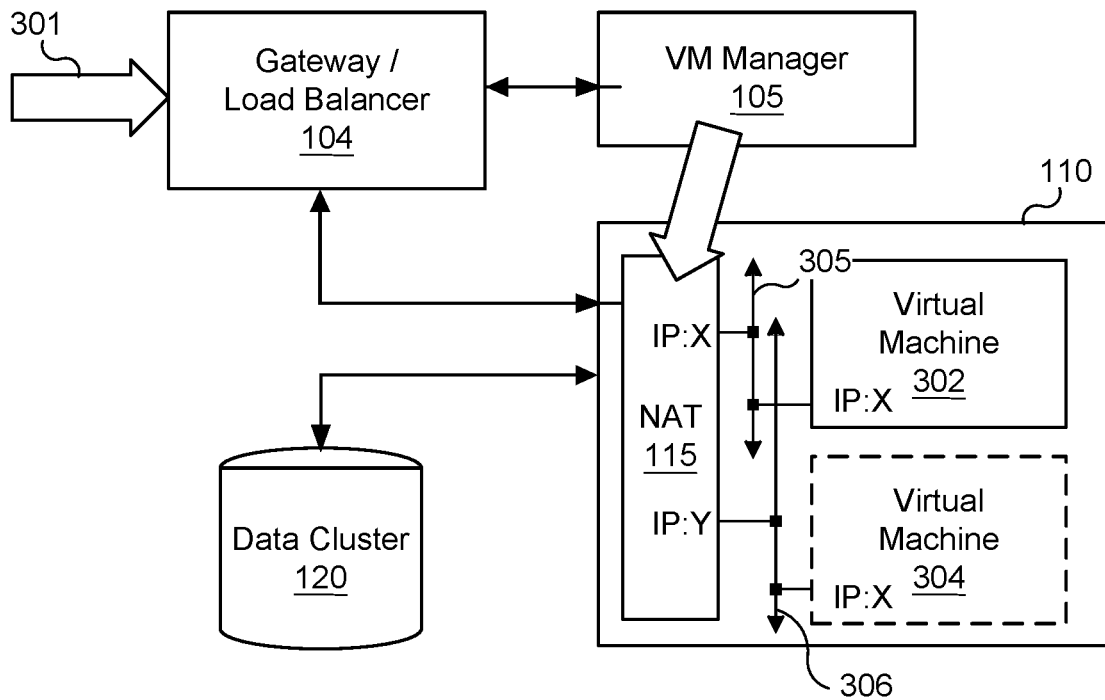 301
Gateway /
Load Balancer
104
VM Manager
105
110
305
IP:X
Virtual
Machine
302
IP:X
NAT
115
IP:Y
Virtual
Machine
304
IP:X
306
Data Cluster
120